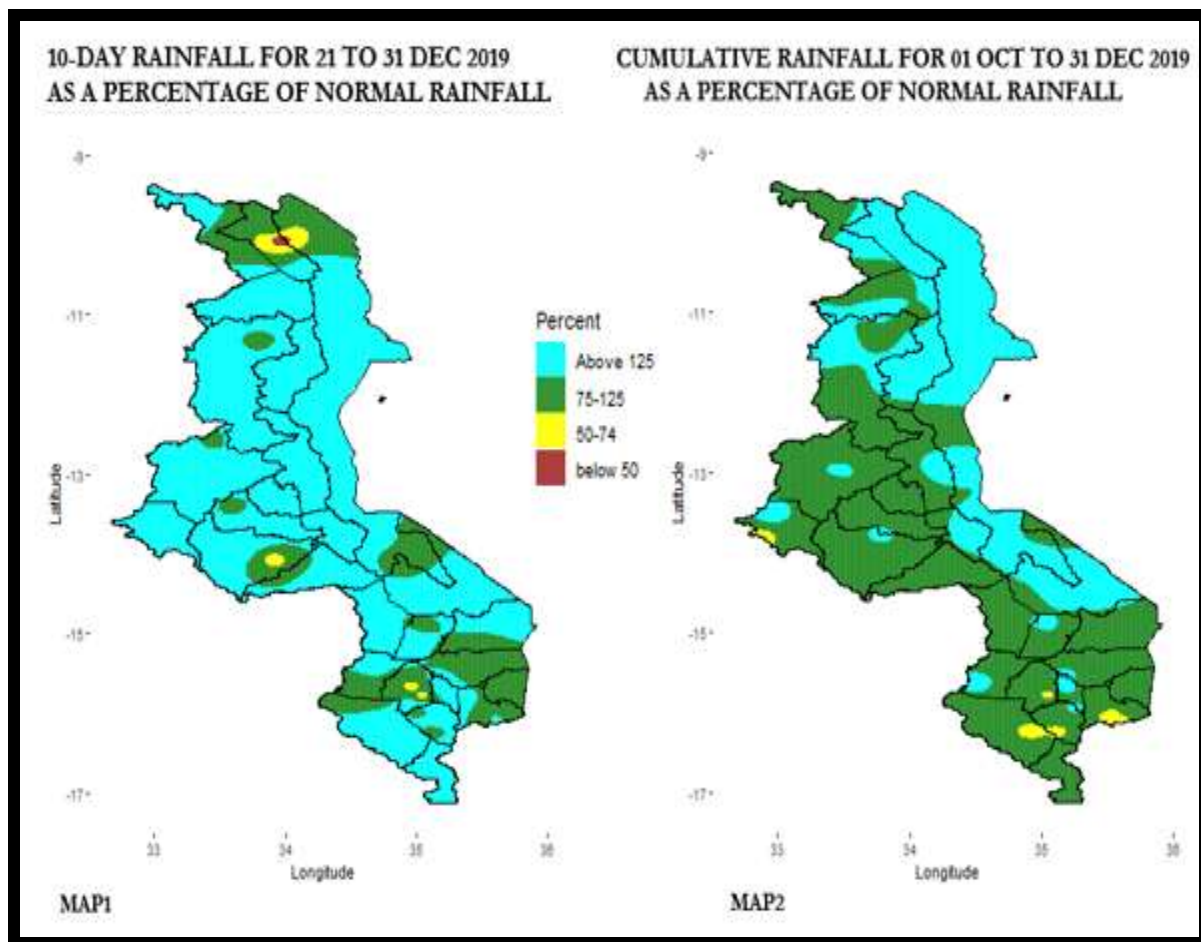 10-DAY RAINFALL FOR 21 TO 31 DEC 2019
AS A PERCENTAGE OF NORMAL RAINFALL
CUMULATIVE RAINFALL FOR 01 OCT TO 31 DEC 2019
AS A PERCENTAGE OF NORMAL RAINFALL
-9
-11
-13
-15
-17
Latitude
33
34
35
36
Longitude
MAP1
Percent
Above 125
75-125
50-74
below 50
-9
-11
-13
-15
-17
Latitude
33
34
35
36
Longitude
MAP2